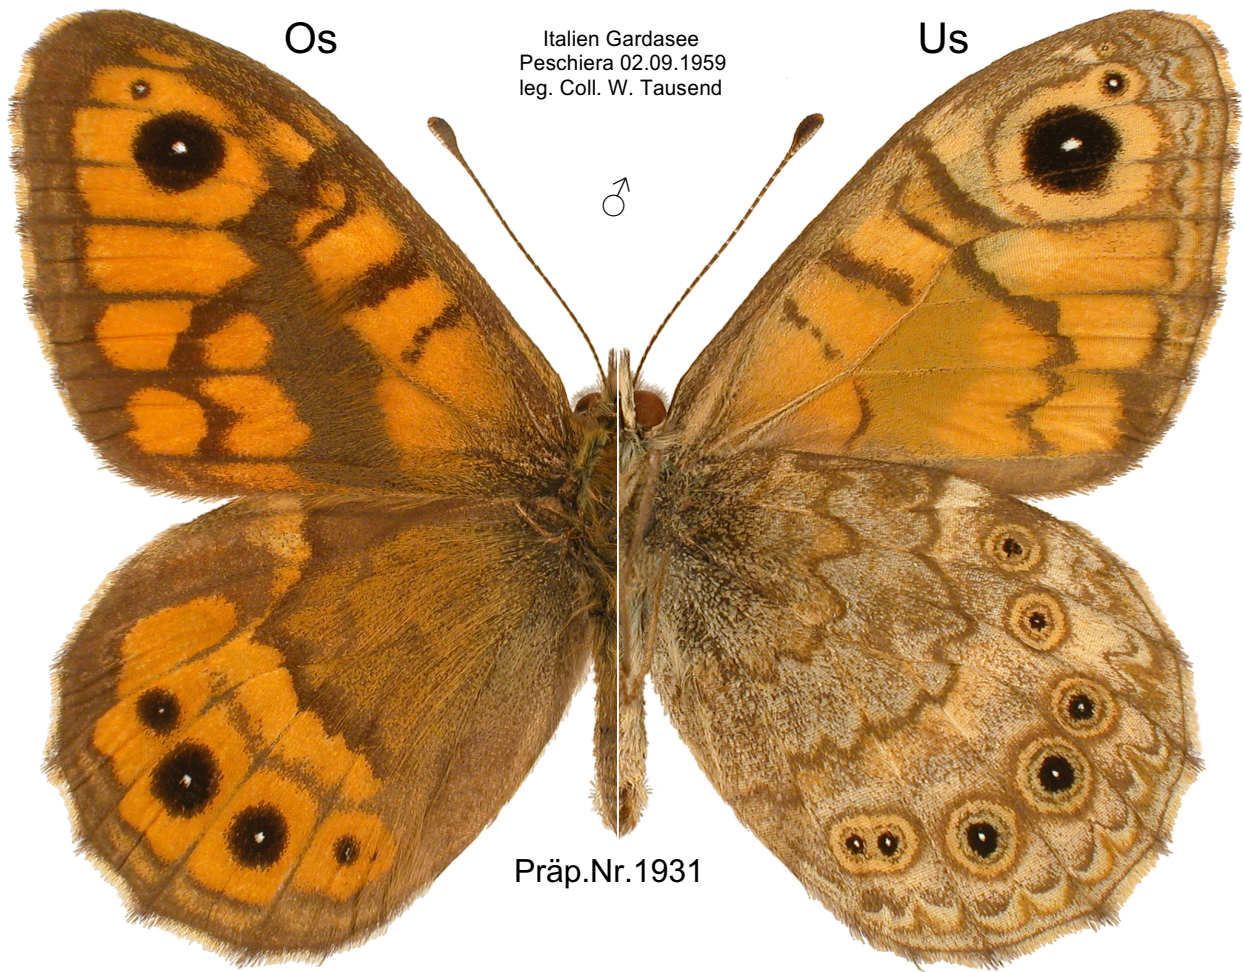 Os
Us
Italien Gardasee
Peschiera 02.09.1959
leg. Coll. W. Tausend
♂
Präp.Nr.1931